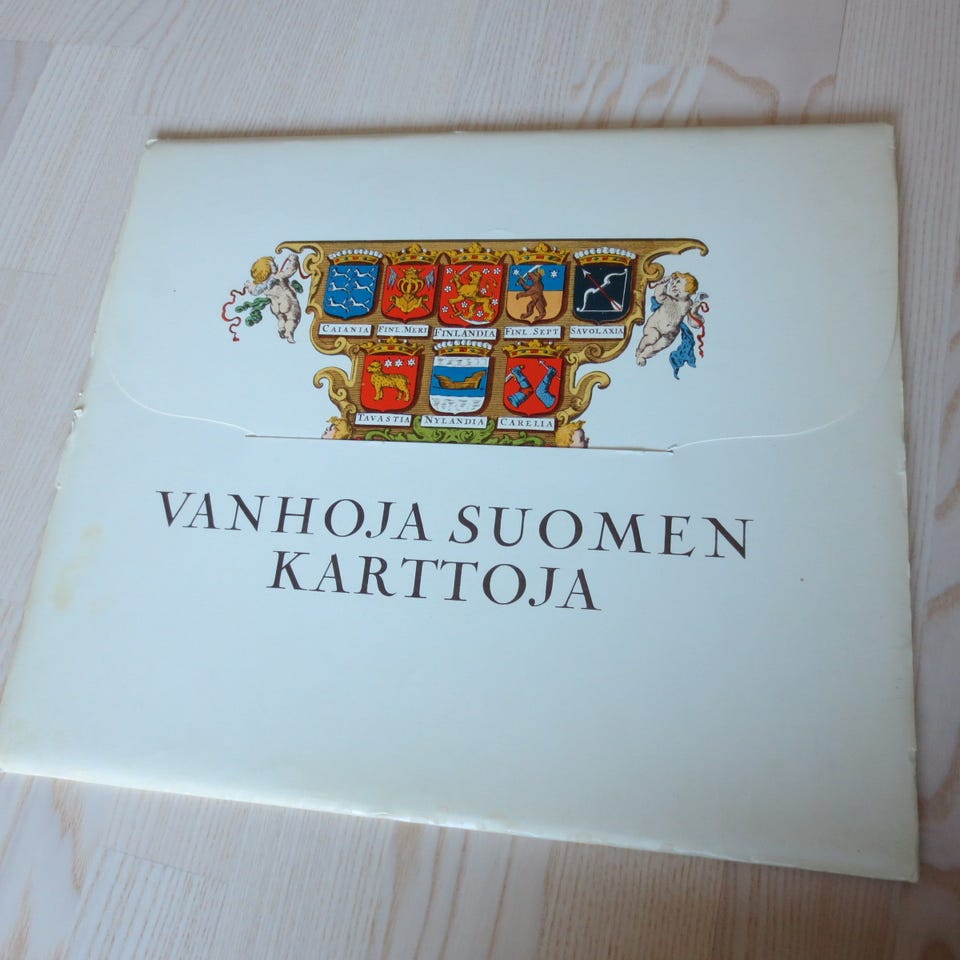 CAIANIA FINL.MERI FINLANDIA FINL.SEPT. SAVOLAXIA
TAVASTIA NYLANDIA CARELIA
VANHOJA SUOMEN
KARTTOJA